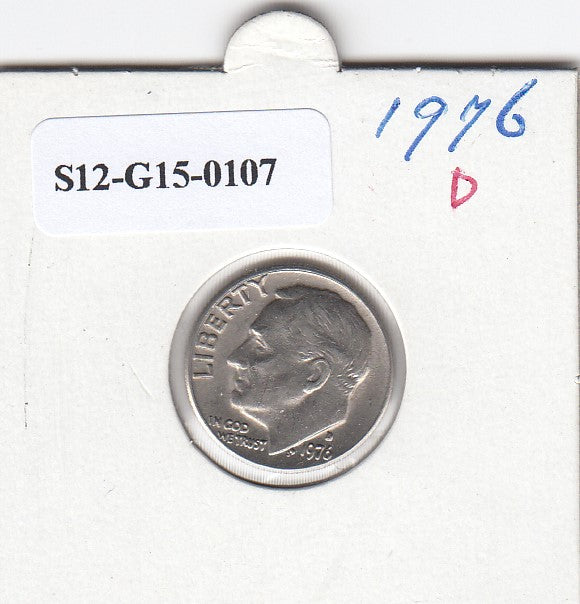 1976
D
S12-G15-0107
LIBERTY
IN GOD
WE TRUST
D
1976